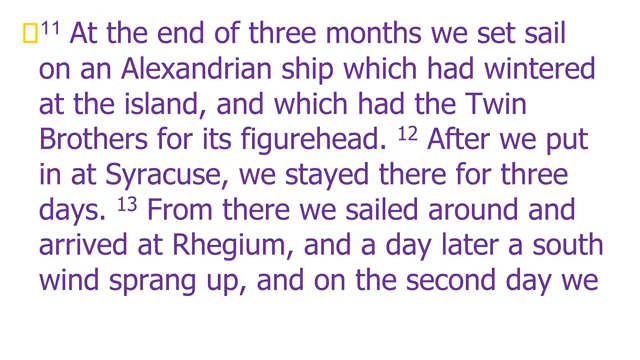 ¹¹ At the end of three months we set sail
on an Alexandrian ship which had wintered
at the island, and which had the Twin
Brothers for its figurehead. ¹² After we put
in at Syracuse, we stayed there for three
days. ¹³ From there we sailed around and
arrived at Rhegium, and a day later a south
wind sprang up, and on the second day we